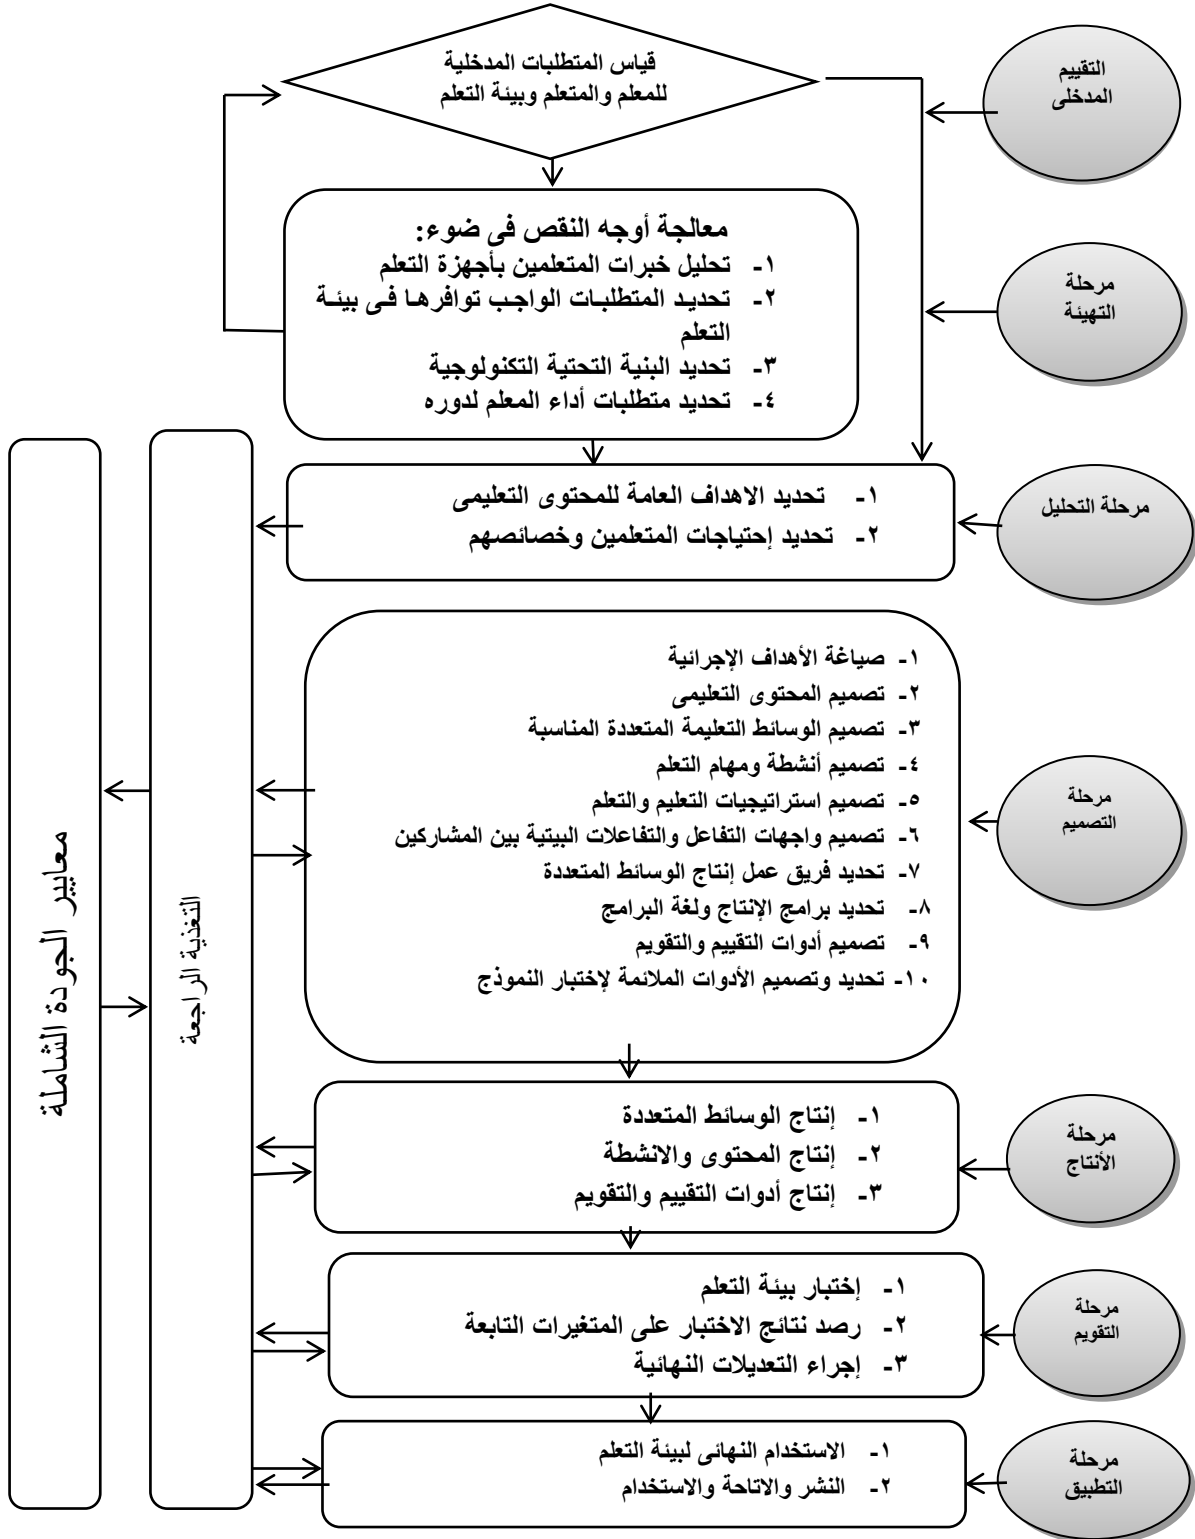 قياس المتطلبات المدخلية
للمعلم والمتعلم وبيئة التعلم
التقييم
المدخلى
معالجة أوجه النقص فى ضوء:
١- تحليل خبرات المتعلمين بأجهزة التعلم
٢- تحديد المتطلبات الواجب توافرها فى بيئة
التعلم
٣- تحديد البنية التحتية التكنولوجية
٤- تحديد متطلبات أداء المعلم لدوره
مرحلة
التهيئة
١- تحديد الاهداف العامة للمحتوى التعليمى
٢- تحديد إحتياجات المتعلمين وخصائصهم
مرحلة التحليل
١- صياغة الأهداف الإجرائية
٢- تصميم المحتوى التعليمى
٣- تصميم الوسائط التعليمة المتعددة المناسبة
٤- تصميم أنشطة ومهام التعلم
٥- تصميم استراتيجيات التعليم والتعلم
٦- تصميم واجهات التفاعل والتفاعلات البيتية بين المشاركين
٧- تحديد فريق عمل إنتاج الوسائط المتعددة
٨- تحديد برامج الإنتاج ولغة البرامج
٩- تصميم أدوات التقييم والتقويم
١٠- تحديد وتصميم الأدوات الملائمة لإختبار النموذج
مرحلة
التصميم
١- إنتاج الوسائط المتعددة
٢- إنتاج المحتوى والانشطة
٣- إنتاج أدوات التقييم والتقويم
مرحلة
الأنتاج
١- إختبار بيئة التعلم
٢- رصد نتائج الاختبار على المتغيرات التابعة
٣- إجراء التعديلات النهائية
مرحلة
التقويم
١- الاستخدام النهائى لبيئة التعلم
٢- النشر والاتاحة والاستخدام
مرحلة
التطبيق
التغذية الراجعة
معايير الجودة الشاملة